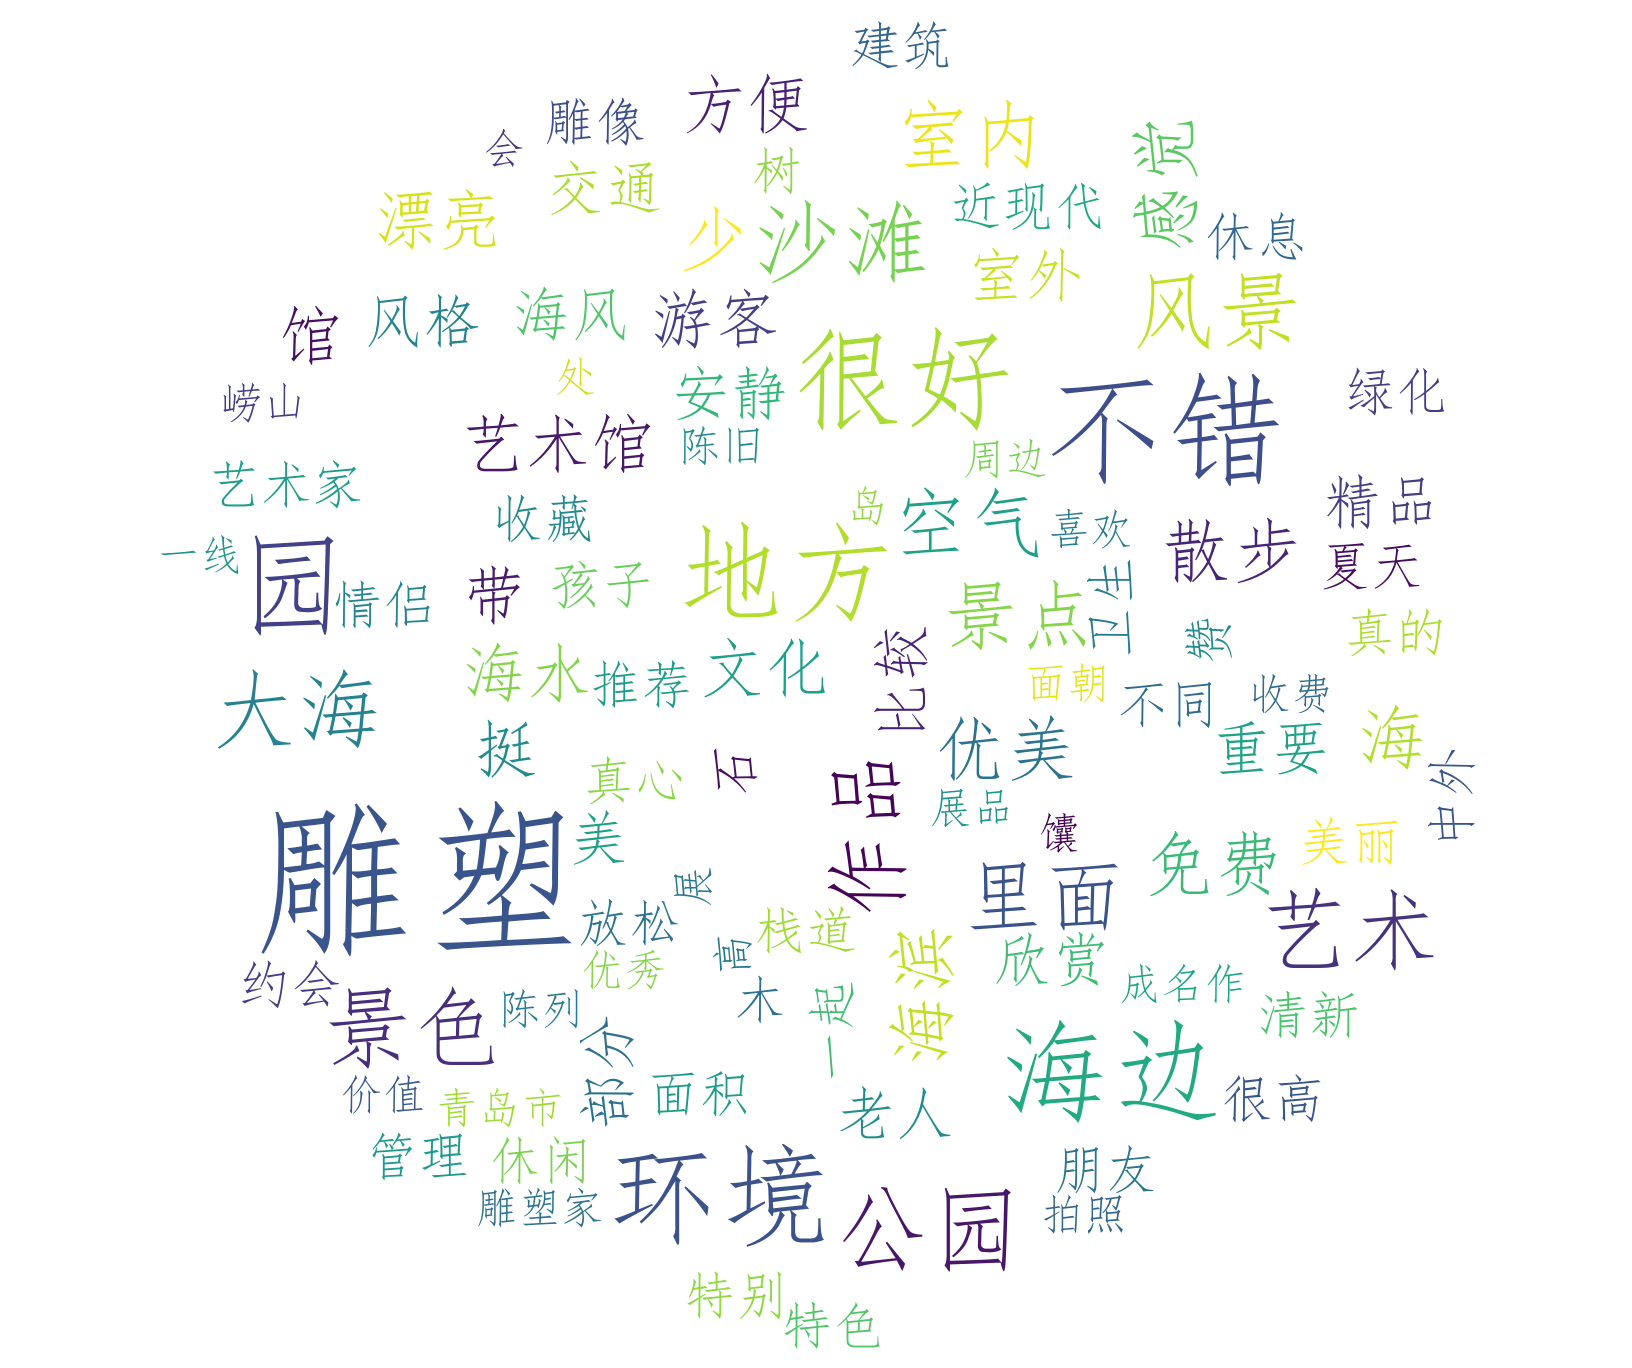 建筑
方便
雕像
会
室内
感觉
交通
树
漂亮
少
沙滩
近现代
休息
室外
馆
风格
海风
游客
风景
处
很好
崂山
安静
不错
绿化
艺术馆
陈旧
周边
艺术家
收藏
岛
空气
喜欢
散步
精品
一线
园
情侣
带
孩子
地方
景点
卫生
夏天
赞
真的
大海
海水
推荐
文化
比较
面朝
不同
收费
挺
真心
石
优美
重要
海
中外
雕塑
美
作品
展品
馕
免费
美丽
展
放松
里面
艺术
栈道
高
海滨
欣赏
约会
景色
优秀
陈列
木
一起
成名作
清新
部分
海边
价值
青岛市
面积
老人
很高
管理
休闲
环境
朋友
雕塑家
公园
拍照
特别
特色